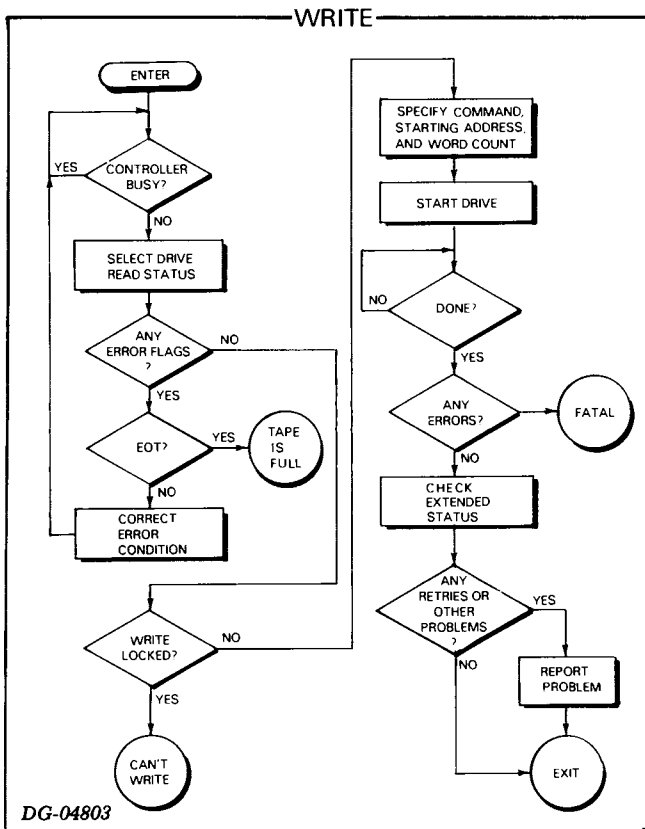 WRITE
ENTER
CONTROLLER
BUSY?
YES
NO
SELECT DRIVE
READ STATUS
ANY
ERROR FLAGS
?
NO
YES
EOT?
YES
TAPE
IS
FULL
NO
CORRECT
ERROR
CONDITION
WRITE
LOCKED?
NO
YES
CAN'T
WRITE
SPECIFY COMMAND,
STARTING ADDRESS,
AND WORD COUNT
START DRIVE
DONE?
NO
YES
ANY
ERRORS?
FATAL
NO
CHECK
EXTENDED
STATUS
ANY
RETRIES OR
OTHER
PROBLEMS
?
YES
NO
REPORT
PROBLEM
EXIT
DG-04803